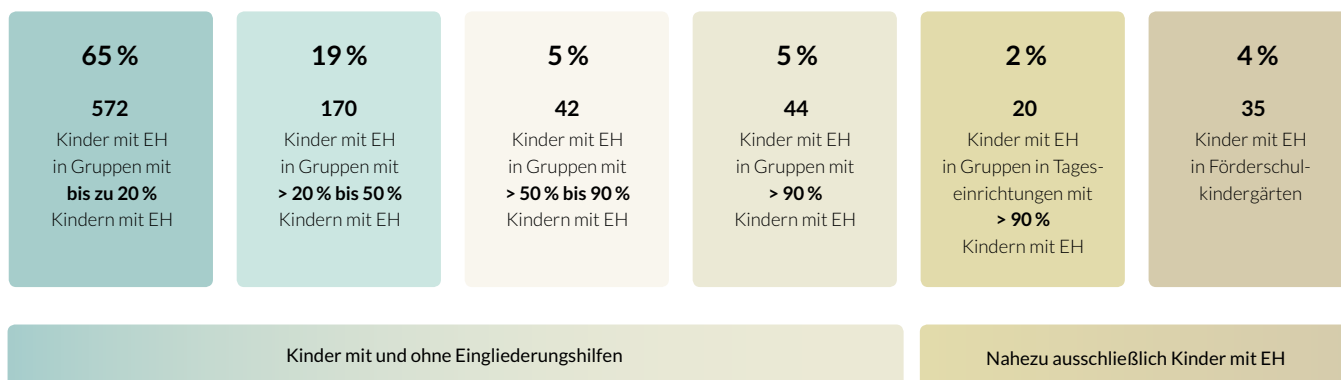 65 %
572
Kinder mit EH
in Gruppen mit
bis zu 20 %
Kindern mit EH
19 %
170
Kinder mit EH
in Gruppen mit
> 20 % bis 50 %
Kindern mit EH
5 %
42
Kinder mit EH
in Gruppen mit
> 50 % bis 90 %
Kindern mit EH
5 %
44
Kinder mit EH
in Gruppen mit
> 90 %
Kindern mit EH
2 %
20
Kinder mit EH
in Gruppen in Tages-
einrichtungen mit
> 90 %
Kindern mit EH
4 %
35
Kinder mit EH
in Förderschul-
kindergärten
Kinder mit und ohne Eingliederungshilfen
Nahezu ausschließlich Kinder mit EH